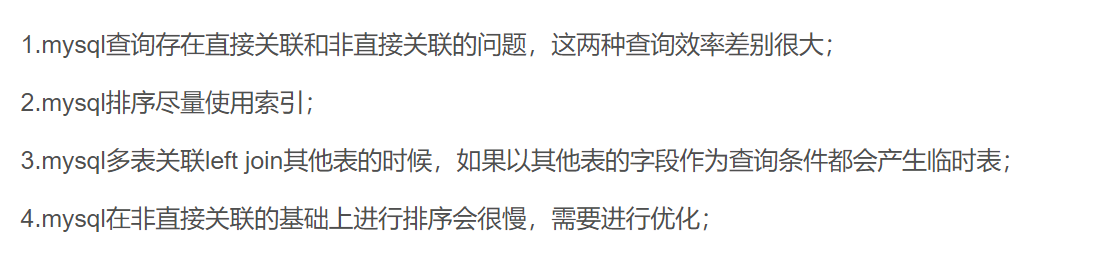 1.mysql查询存在直接关联和非直接关联的问题，这两种查询效率差别很大；
2.mysql排序尽量使用索引；
3.mysql多表关联left join其他表的时候，如果以其他表的字段作为查询条件都会产生临时表；
4.mysql在非直接关联的基础上进行排序会很慢，需要进行优化；